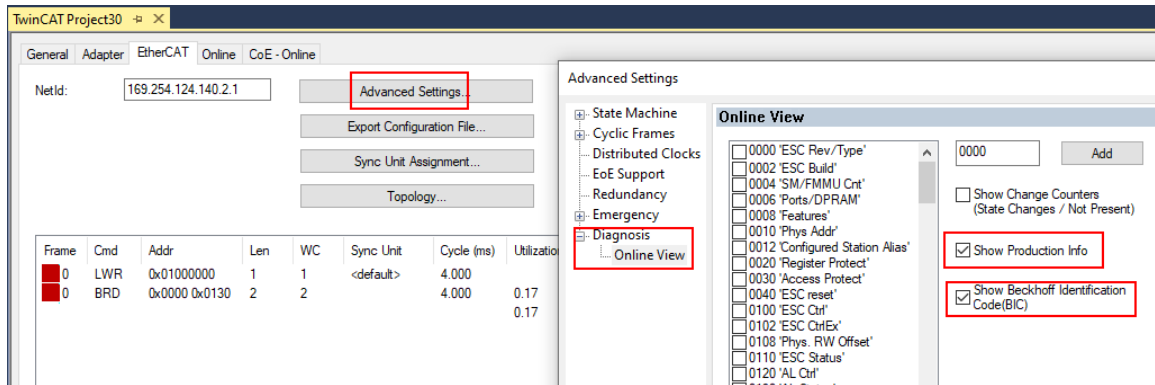 TwinCAT Project30
General Adapter EtherCAT Online CoE - Online
NetId:
169.254.124.140.2.1
Advanced Settings...
Export Configuration File...
Sync Unit Assignment...
Topology...
Frame Cmd Addr Len WC Sync Unit Cycle (ms) Utilizatio
0 LWR 0x01000000 1 1 <default> 4.000
0 BRD 0x0000 0x0130 2 2 4.000 0.17
0.17
Advanced Settings
State Machine
Cyclic Frames
Distributed Clocks
EoE Support
Redundancy
Emergency
Diagnosis
Online View
Online View
0000 'ESC Rev/Type'
0002 'ESC Build'
0004 'SM/FMMU Cnt'
0006 'Ports/DPRAM'
0008 'Features'
0010 'Phys Addr'
0012 'Configured Station Alias'
0020 'Register Protect'
0030 'Access Protect'
0040 'ESC reset'
0100 'ESC Ctrl'
0102 'ESC CtrlEx'
0108 'Phys. RW Offset'
0110 'ESC Status'
0120 'AL Ctrl'
0000
Add
Show Change Counters
(State Changes / Not Present)
Show Production Info
Show Beckhoff Identification
Code(BIC)